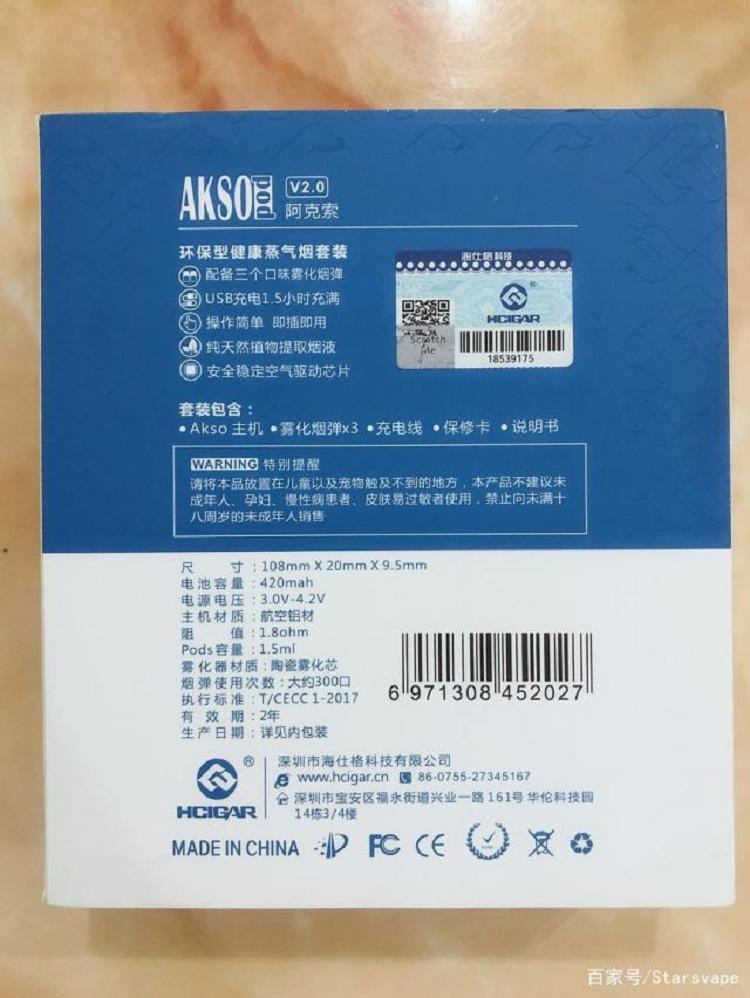 AKSO pod V2.0
阿克索
环保型健康蒸气烟套装
配备三个口味雾化烟弹
USB充电1.5小时充满
操作简单 即插即用
纯天然植物提取烟液
安全稳定空气驱动芯片
海仕格科技
HCIGAR
Scratch
Me
18539175
套装包含：
•Akso 主机 •雾化烟弹x3 •充电线 •保修卡 •说明书
WARNING 特别提醒
请将本品放置在儿童以及宠物触及不到的地方，本产品不建议未
成年人、孕妇、慢性病患者、皮肤易过敏者使用，禁止向未满十
八周岁的未成年人销售
尺 寸：108mm X 20mm X 9.5mm
电池容量：420mah
电源电压：3.0V-4.2V
主机材质：航空铝材
阻 值：1.8ohm
Pods容量：1.5ml
雾化器材质：陶瓷雾化芯
烟弹使用次数：大约300口
执行标准：T/CECC 1-2017
有 效 期：2年
生产日期：详见内包装
6 971308 452027
HCIGAR ®
深圳市海仕格科技有限公司
www.hcigar.cn 86-0755-27345167
深圳市宝安区福永街道兴业一路 161号 华伦科技园
14栋3/4楼
MADE IN CHINA FC CE
百家号/Starsvape